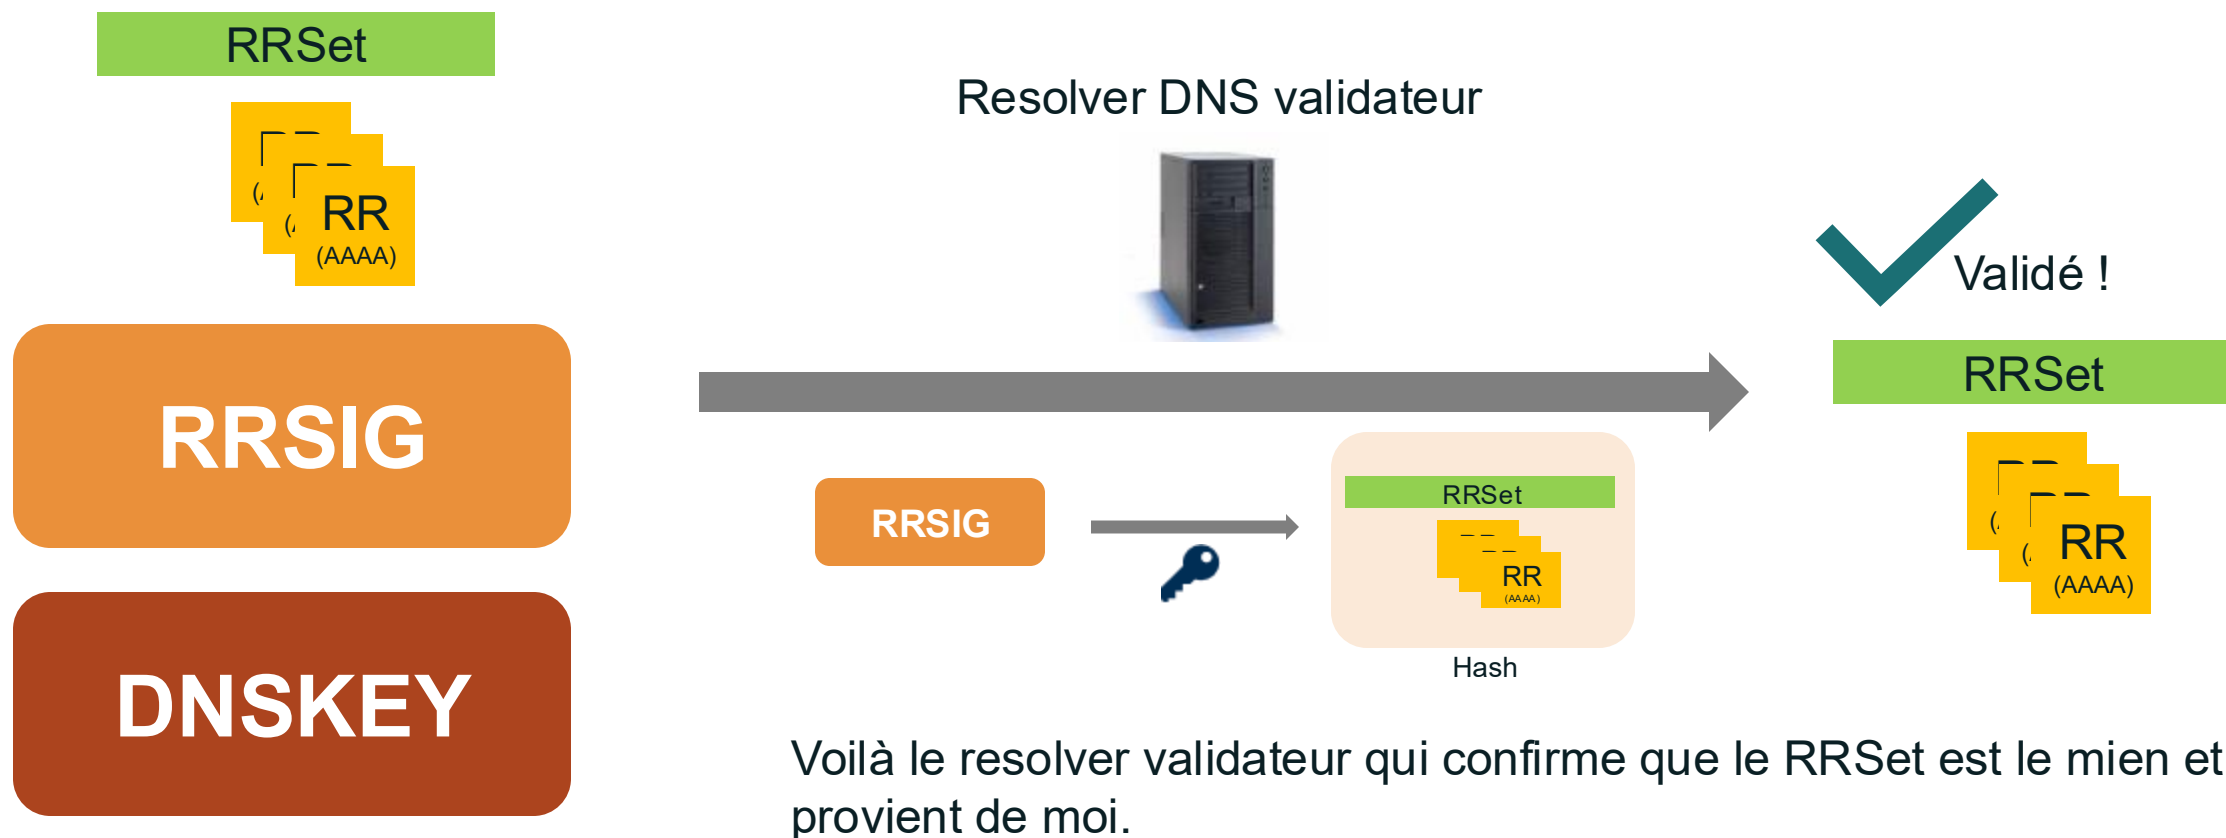 RRSet
RR
(AAAA)
RRSIG
DNSKEY
Resolver DNS validateur
RRSIG
RRSet
RR
(AAAA)
Hash
Validé !
RRSet
RR
(AAAA)
Voilà le resolver validateur qui confirme que le RRSet est le mien et
provient de moi.